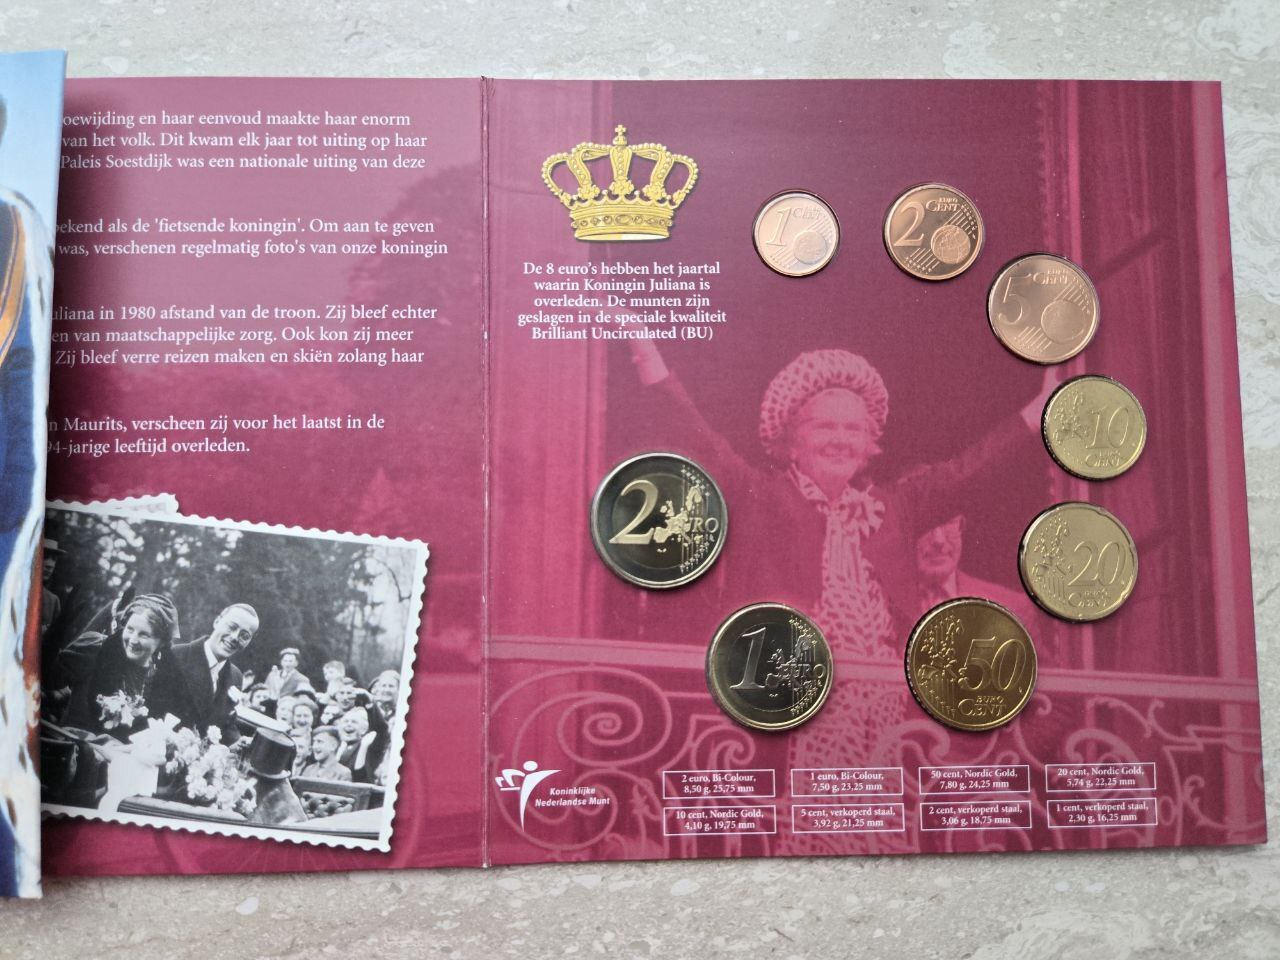 oewijding en haar eenvoud maakte haar enorm
van het volk. Dit kwam elk jaar tot uiting op haar
Paleis Soestdijk was een nationale uiting van deze
bekend als de 'fietsende koningin'. Om aan te geven
was, verschenen regelmatig foto's van onze koningin
uliana in 1980 afstand van de troon. Zij bleef echter
en van maatschappelijke zorg. Ook kon zij meer
Zij bleef verre reizen maken en skiën zolang haar
n Maurits, verscheen zij voor het laatst in de
94-jarige leeftijd overleden.
De 8 euro's hebben het jaartal
waarin Koningin Juliana is
overleden. De munten zijn
geslagen in de speciale kwaliteit
Brilliant Uncirculated (BU)
1 CENT
2 EURO
CENT
5 EURO
CENT
10
EURO
CENT
20
EURO
CENT
50
EURO
CENT
1 EURO
2 EURO
Koninklijke
Nederlandse Munt
2 euro, Bi-Colour,
8,50 g, 25,75 mm
1 euro, Bi-Colour,
7,50 g, 23,25 mm
50 cent, Nordic Gold,
7,80 g, 24,25 mm
20 cent, Nordic Gold,
5,74 g, 22,25 mm
10 cent, Nordic Gold,
4,10 g, 19,75 mm
5 cent, verkoperd staal,
3,92 g, 21,25 mm
2 cent, verkoperd staal,
3,06 g, 18,75 mm
1 cent, verkoperd staal,
2,30 g, 16,25 mm